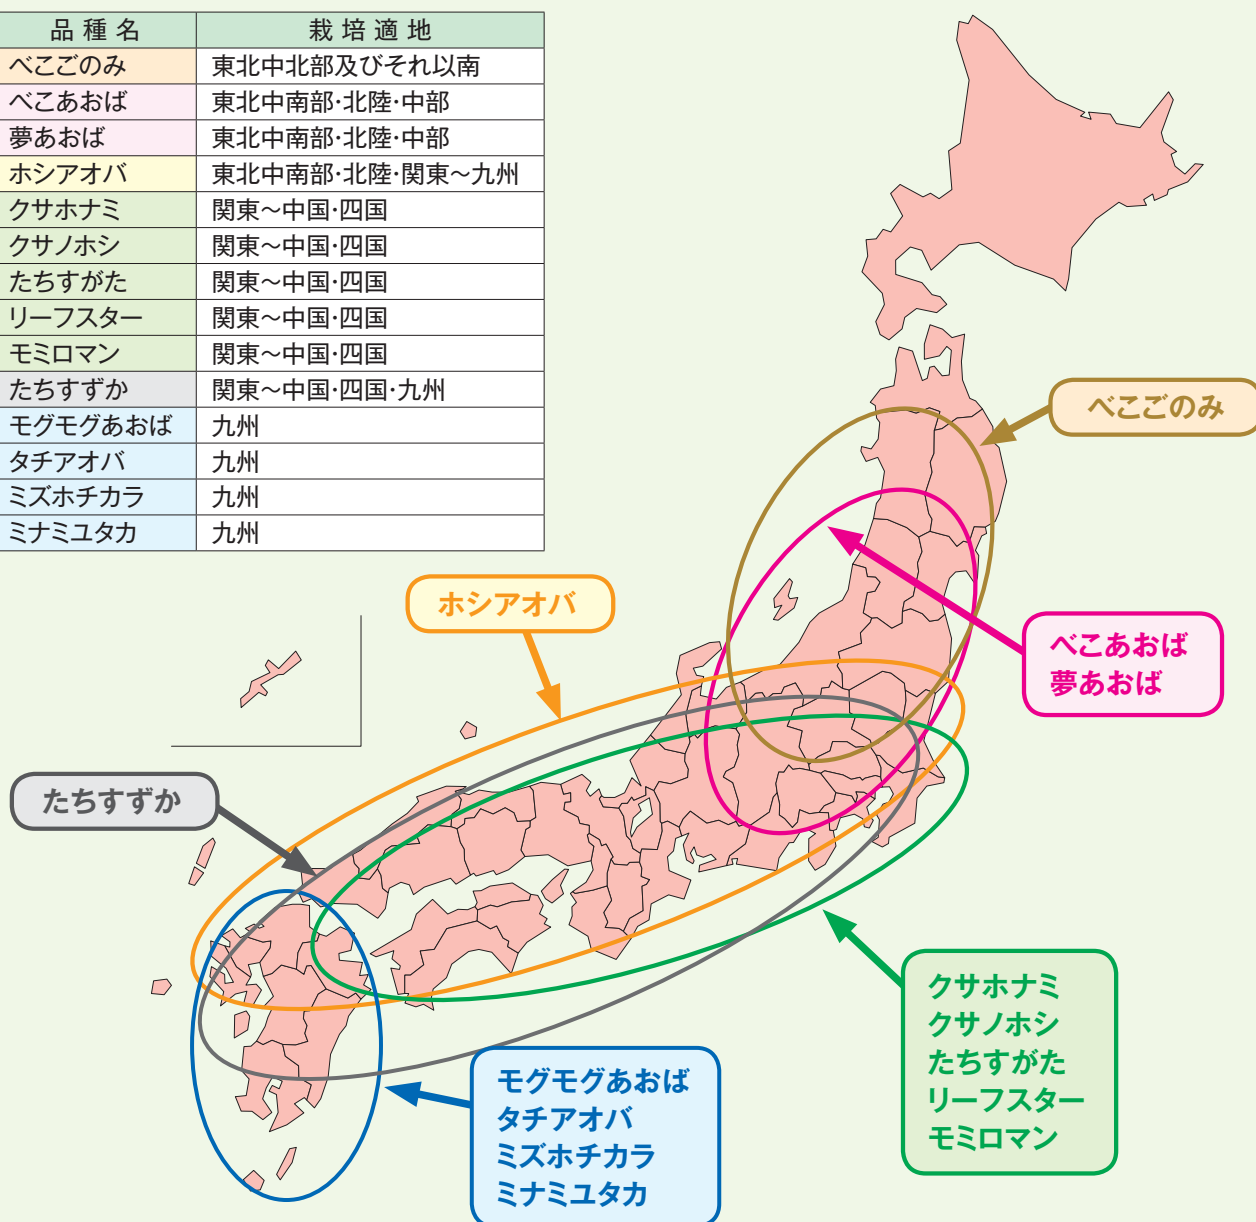 品種名 栽培適地
べこごのみ 東北中北部及びそれ以南
べこあおば 東北中南部・北陸・中部
夢あおば 東北中南部・北陸・中部
ホシアオバ 東北中南部・北陸・関東～九州
クサホナミ 関東～中国・四国
クサノホシ 関東～中国・四国
たちすがた 関東～中国・四国
リーフスター 関東～中国・四国
モミロマン 関東～中国・四国
たちすずか 関東～中国・四国・九州
モグモグあおば 九州
タチアオバ 九州
ミズホチカラ 九州
ミナミユタカ 九州
べこごのみ
ホシアオバ
べこあおば
夢あおば
たちすずか
クサホナミ
クサノホシ
たちすがた
リーフスター
モミロマン
モグモグあおば
タチアオバ
ミズホチカラ
ミナミユタカ